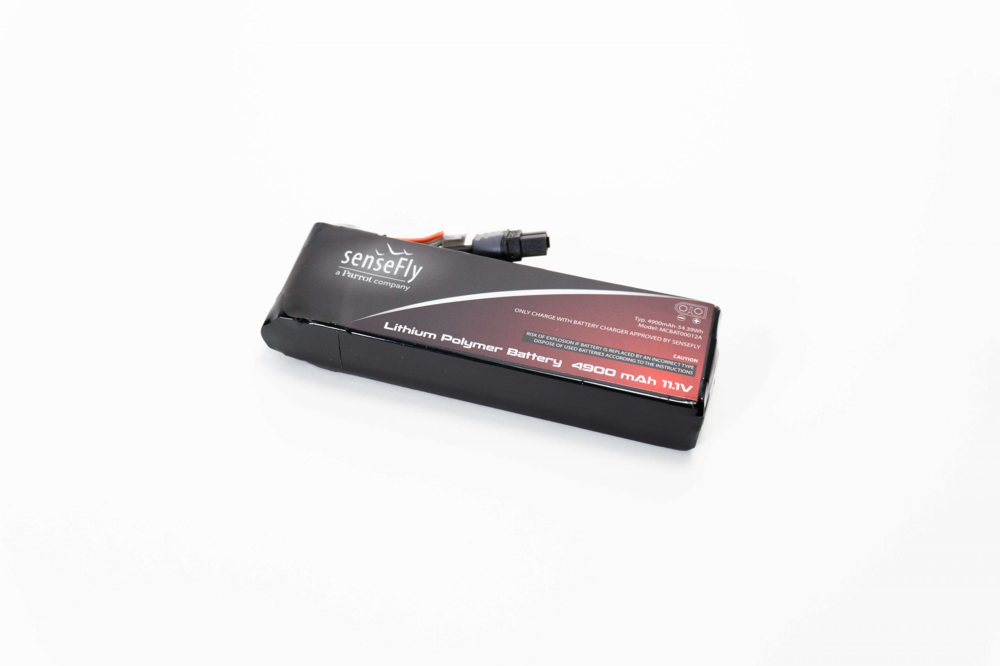 senseFly
a Parrot company
Typ. 4900mAh-54.39Wh
Model: MCBAT00012A
ONLY CHARGE WITH BATTERY CHARGER APPROVED BY SENSEFLY
CAUTION
RISK OF EXPLOSION IF BATTERY IS REPLACED BY AN INCORRECT TYPE
DISPOSE OF USED BATTERIES ACCORDING TO THE INSTRUCTIONS
Lithium Polymer Battery 4900 mAh 11.1V